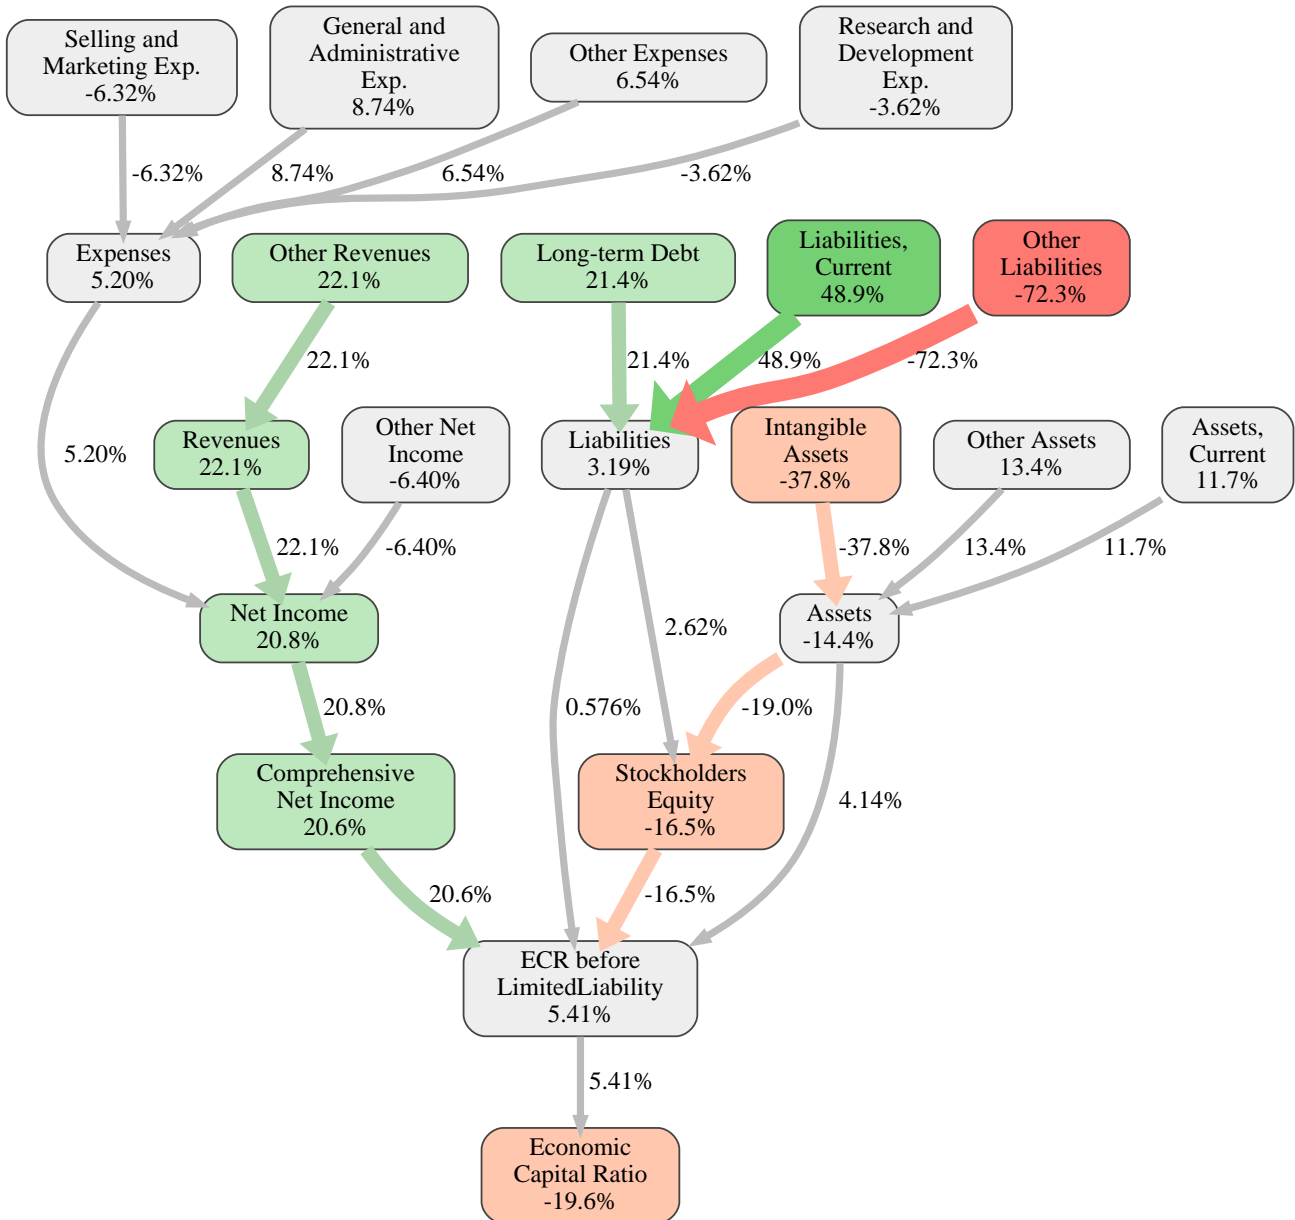 Selling and
Marketing Exp.
-6.32%
General and
Administrative
Exp.
8.74%
Other Expenses
6.54%
Research and
Development
Exp.
-3.62%
-6.32%
8.74%
6.54%
-3.62%
Expenses
5.20%
Other Revenues
22.1%
Long-term Debt
21.4%
Liabilities,
Current
48.9%
Other
Liabilities
-72.3%
22.1%
21.4%
48.9%
-72.3%
5.20%
Revenues
22.1%
Other Net
Income
-6.40%
Liabilities
3.19%
Intangible
Assets
-37.8%
Other Assets
13.4%
Assets,
Current
11.7%
22.1%
-6.40%
-37.8%
13.4%
11.7%
Net Income
20.8%
2.62%
Assets
-14.4%
20.8%
0.576%
-19.0%
Comprehensive
Net Income
20.6%
Stockholders
Equity
-16.5%
4.14%
20.6%
-16.5%
ECR before
LimitedLiability
5.41%
5.41%
Economic
Capital Ratio
-19.6%